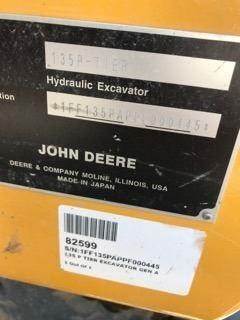 135P-TIER
Hydraulic Excavator
ation
*1FF135PAPPF000445*
JOHN DEERE
DEERE & COMPANY MOLINE, ILLINOIS, USA
MADE IN JAPAN
82599
S/N:1FF135PAPPF000445
135 P TIER EXCAVATOR GEN A